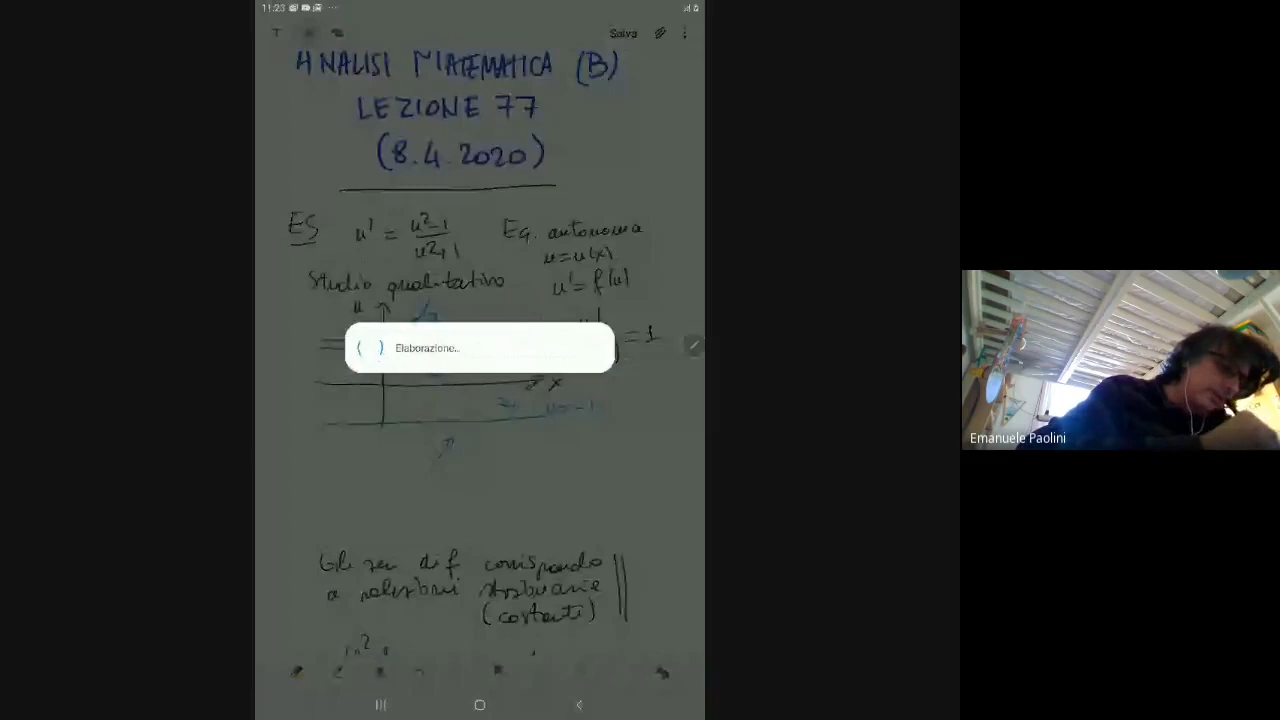 11:23
T
Salva
ANALISI MATEMATICA (B)
LEZIONE 77
(8.4.2020)
ES u' = u²-1 / u²+1 Eq. autonoma
u=u(x)
Studio qualitativo u' = f(u)
u
= 1
Elaborazione...
x
Gli zeri di f corrispondo
a soluzioni stazionarie
(costanti)
Emanuele Paolini